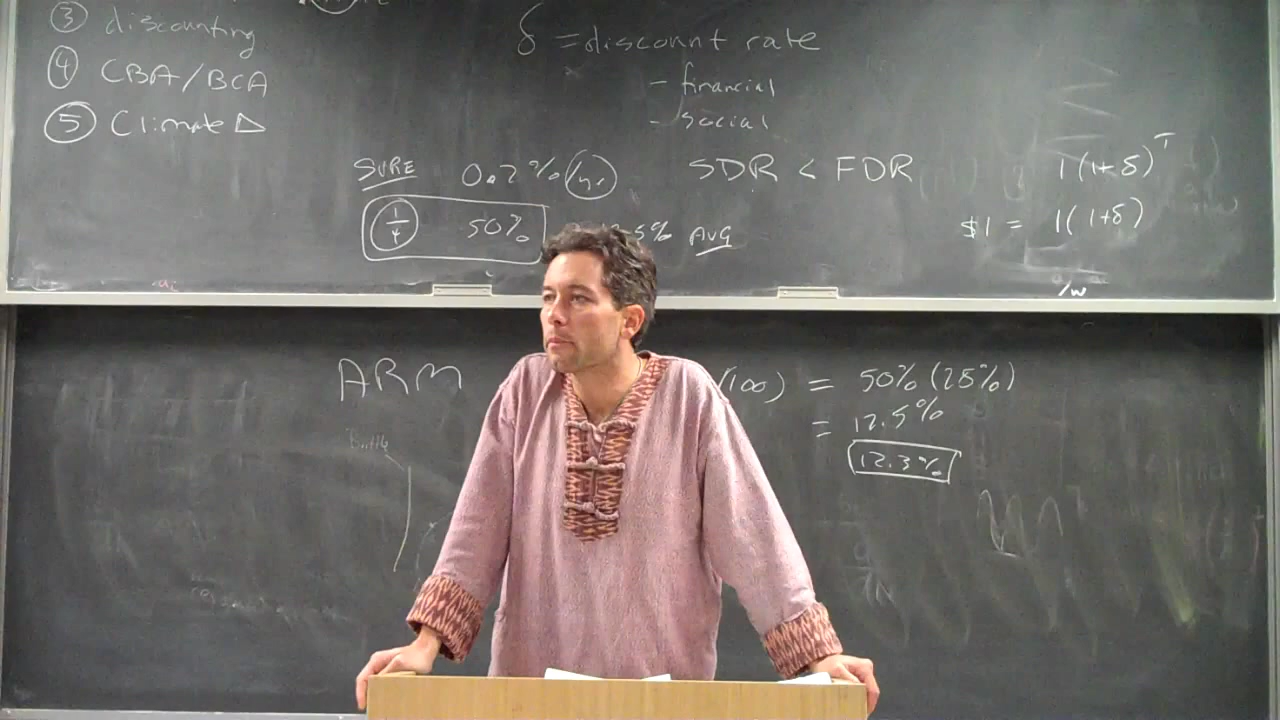 ③ discounting
④ CBA/BCA
⑤ Climate Δ
δ = discount rate
- financial
- social
SURE 0.2%/yr
1/4 50%
5% AVG
SDR < FDR
1(1+δ)^T
$1 = 1(1+δ)
/w
ARM
/100) = 50%(25%)
= 12.5%
12.3%